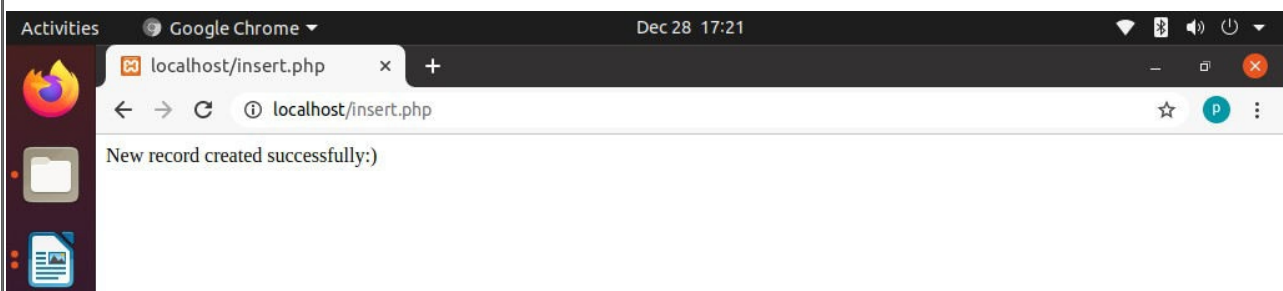 Activities Google Chrome Dec 28 17:21
localhost/insert.php
localhost/insert.php
P
New record created successfully:)